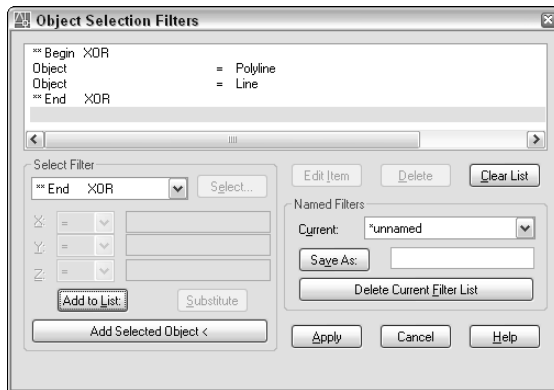 Object Selection Filters
** Begin XOR
Object = Polyline
Object = Line
** End XOR
Select Filter
** End XOR
Select...
X: =
Y: =
Z: =
Add to List:
Substitute
Add Selected Object <
Edit Item
Delete
Clear List
Named Filters
Current: *unnamed
Save As:
Delete Current Filter List
Apply
Cancel
Help